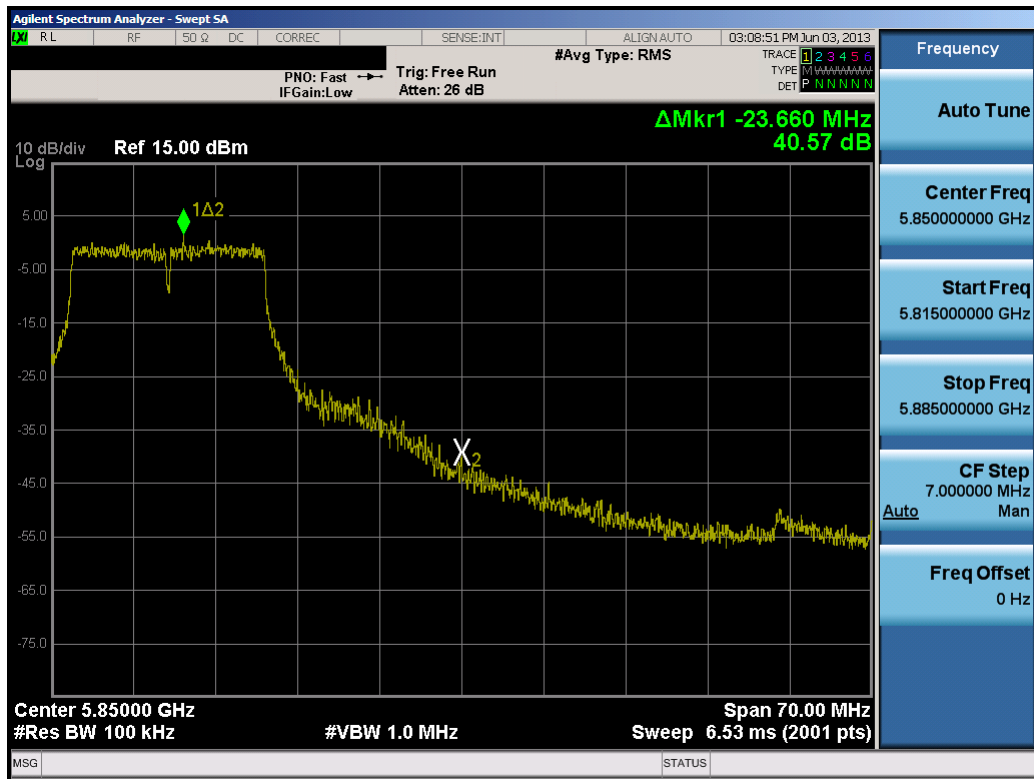 Agilent Spectrum Analyzer - Swept SA
LXI RL RF 50 Ω DC CORREC SENSE:INT ALIGN AUTO 03:08:51 PM Jun 03, 2013
Frequency
#Avg Type: RMS
TRACE 1 2 3 4 5 6
TYPE M WWWWW
DET P N N N N N
PNO: Fast
IFGain:Low
Trig: Free Run
Atten: 26 dB
ΔMkr1 -23.660 MHz
40.57 dB
10 dB/div
Log
Ref 15.00 dBm
1Δ2
5.00
-5.00
-15.0
-25.0
-35.0
X2
-45.0
-55.0
-65.0
-75.0
Center 5.85000 GHz
Span 70.00 MHz
#Res BW 100 kHz
#VBW 1.0 MHz
Sweep 6.53 ms (2001 pts)
MSG
STATUS
Auto Tune
Center Freq
5.850000000 GHz
Start Freq
5.815000000 GHz
Stop Freq
5.885000000 GHz
CF Step
7.000000 MHz
Auto Man
Freq Offset
0 Hz